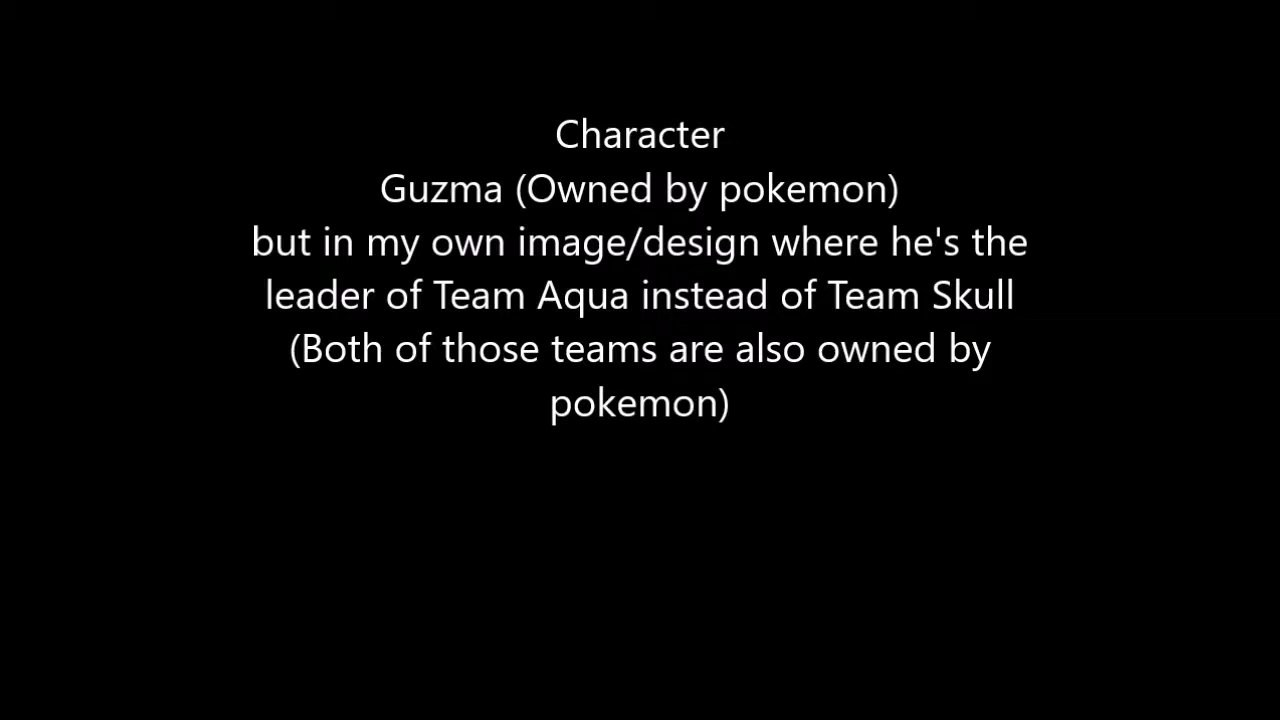 Character
Guzma (Owned by pokemon)
but in my own image/design where he's the
leader of Team Aqua instead of Team Skull
(Both of those teams are also owned by
pokemon)